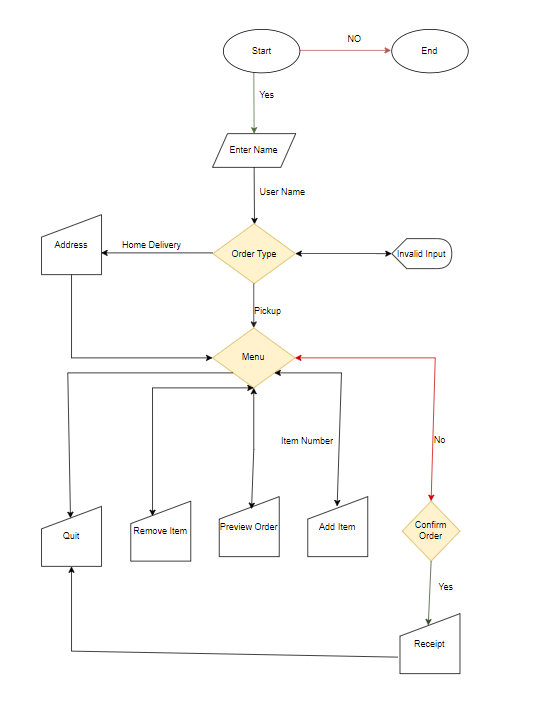 NO
Start
End
Yes
Enter Name
User Name
Address
Home Delivery
Order Type
Invalid Input
Pickup
Menu
Item Number
No
Quit
Remove Item
Preview Order
Add Item
Confirm
Order
Yes
Receipt